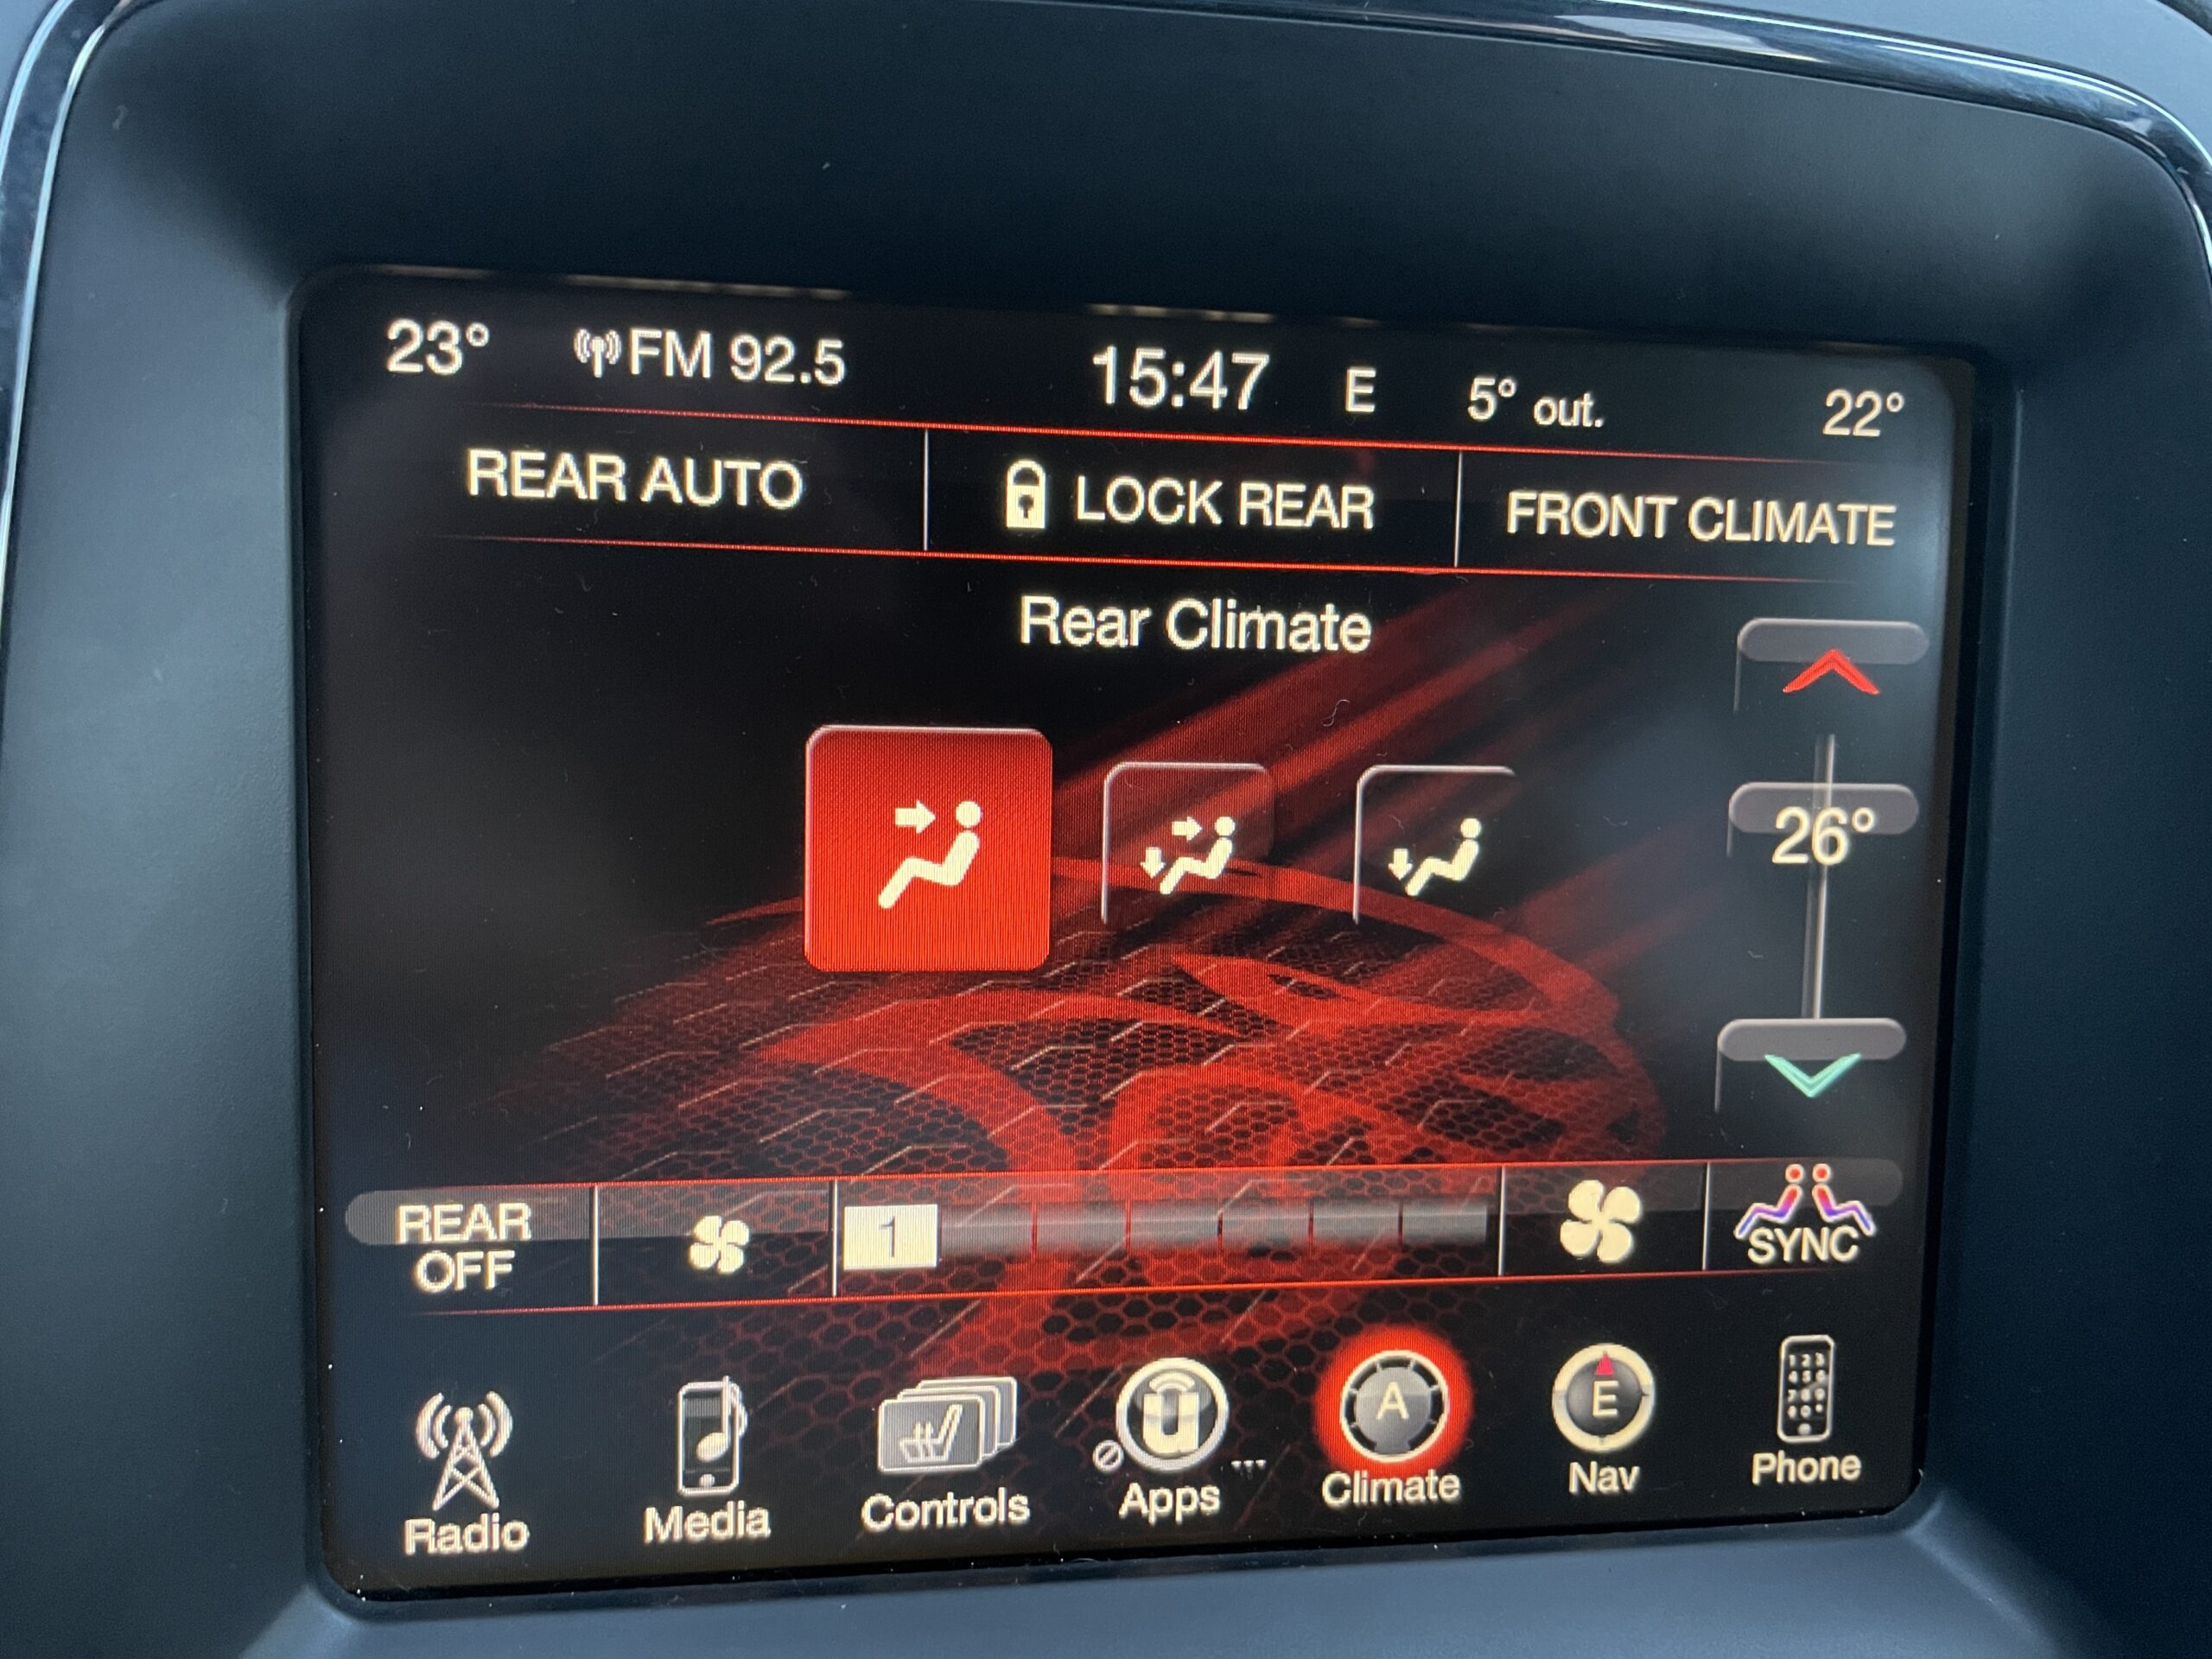 23° FM 92.5 15:47 E 5° out. 22°
REAR AUTO LOCK REAR FRONT CLIMATE
Rear Climate
26°
REAR
OFF
1
SYNC
A
E
Radio Media Controls Apps Climate Nav Phone